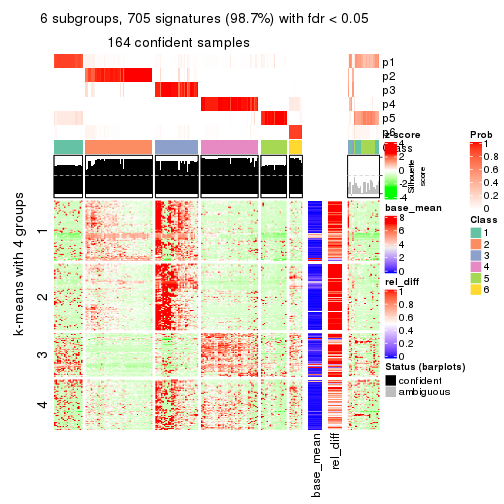 6 subgroups, 705 signatures (98.7%) with fdr < 0.05
164 confident samples
p1
p2
p3
p4
p5
p6
Class
Silhouette
score
k-means with 4 groups
1
2
3
4
base_mean
rel_diff
z_score
4
2
0
-2
-4
base_mean
8
6
4
2
0
rel_diff
1
0.8
0.6
0.4
0.2
0
Status (barplots)
confident
ambiguous
Prob
1
0.8
0.6
0.4
0.2
0
Class
1
2
3
4
5
6